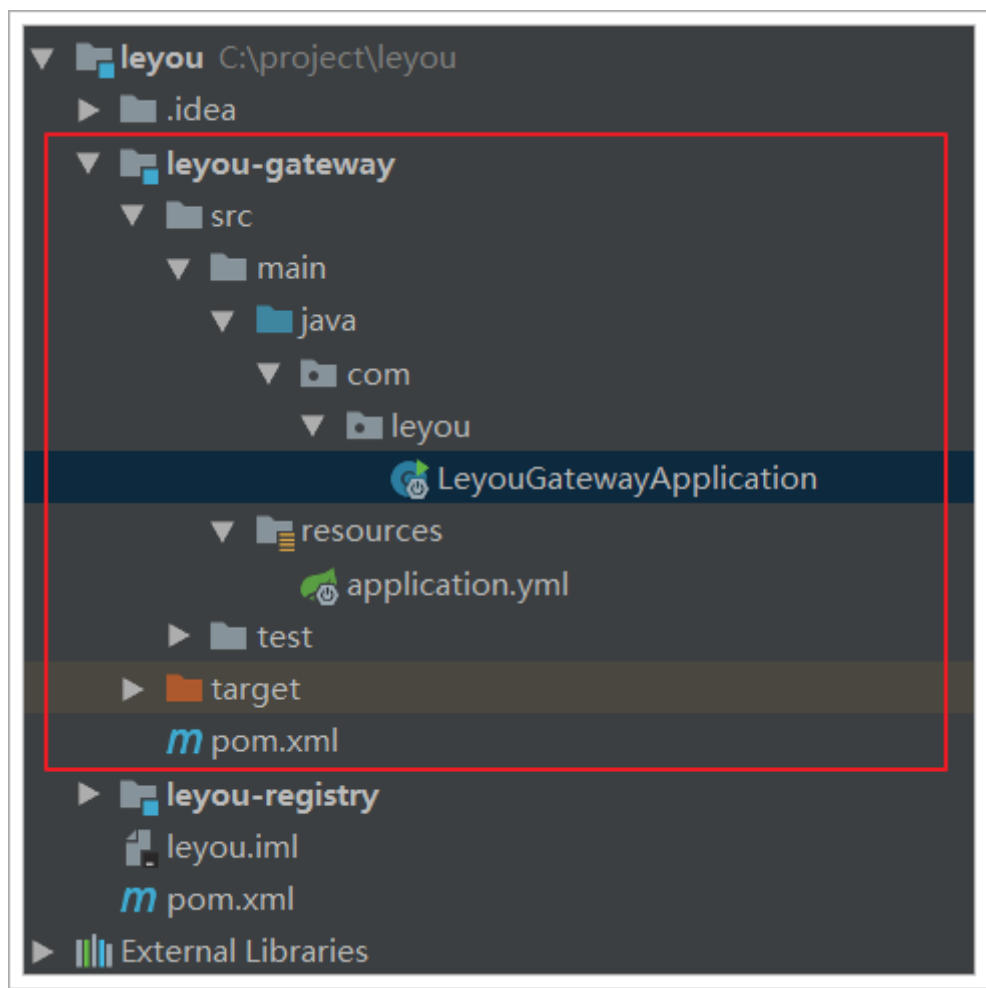 leyou C:\project\leyou
.idea
leyou-gateway
src
main
java
com
leyou
LeyouGatewayApplication
resources
application.yml
test
target
m pom.xml
leyou-registry
leyou.iml
m pom.xml
External Libraries